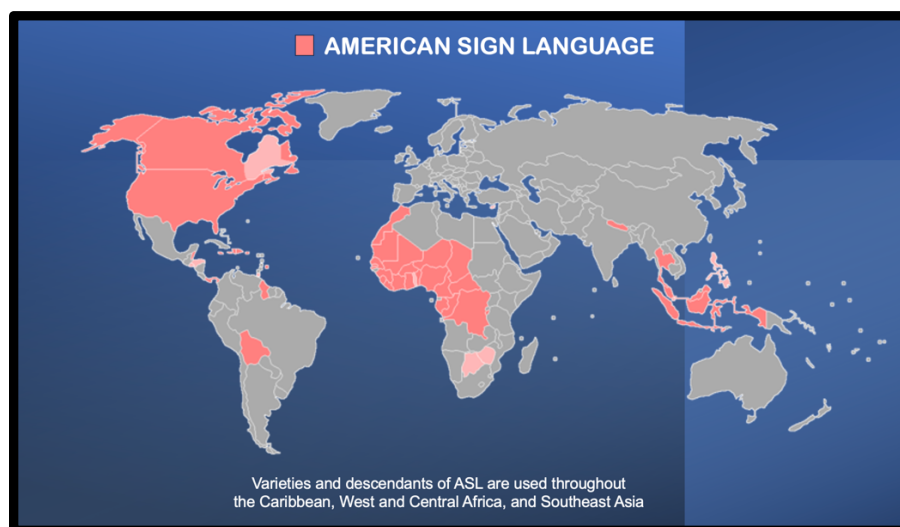 AMERICAN SIGN LANGUAGE
Varieties and descendants of ASL are used throughout
the Caribbean, West and Central Africa, and Southeast Asia